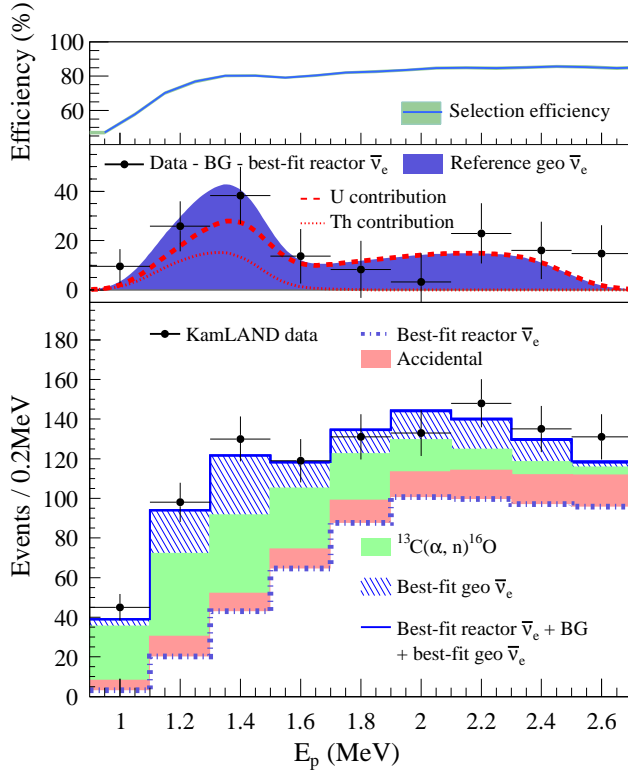 Efficiency (%)
100
80
60
Selection efficiency
Data - BG - best-fit reactor ν̅e
Reference geo ν̅e
U contribution
Th contribution
40
20
0
KamLAND data
Best-fit reactor ν̅e
Accidental
Events / 0.2MeV
180
160
140
120
100
80
60
40
20
0
¹³C(α, n)¹⁶O
Best-fit geo ν̅e
Best-fit reactor ν̅e + BG
+ best-fit geo ν̅e
1 1.2 1.4 1.6 1.8 2 2.2 2.4 2.6
Ep (MeV)